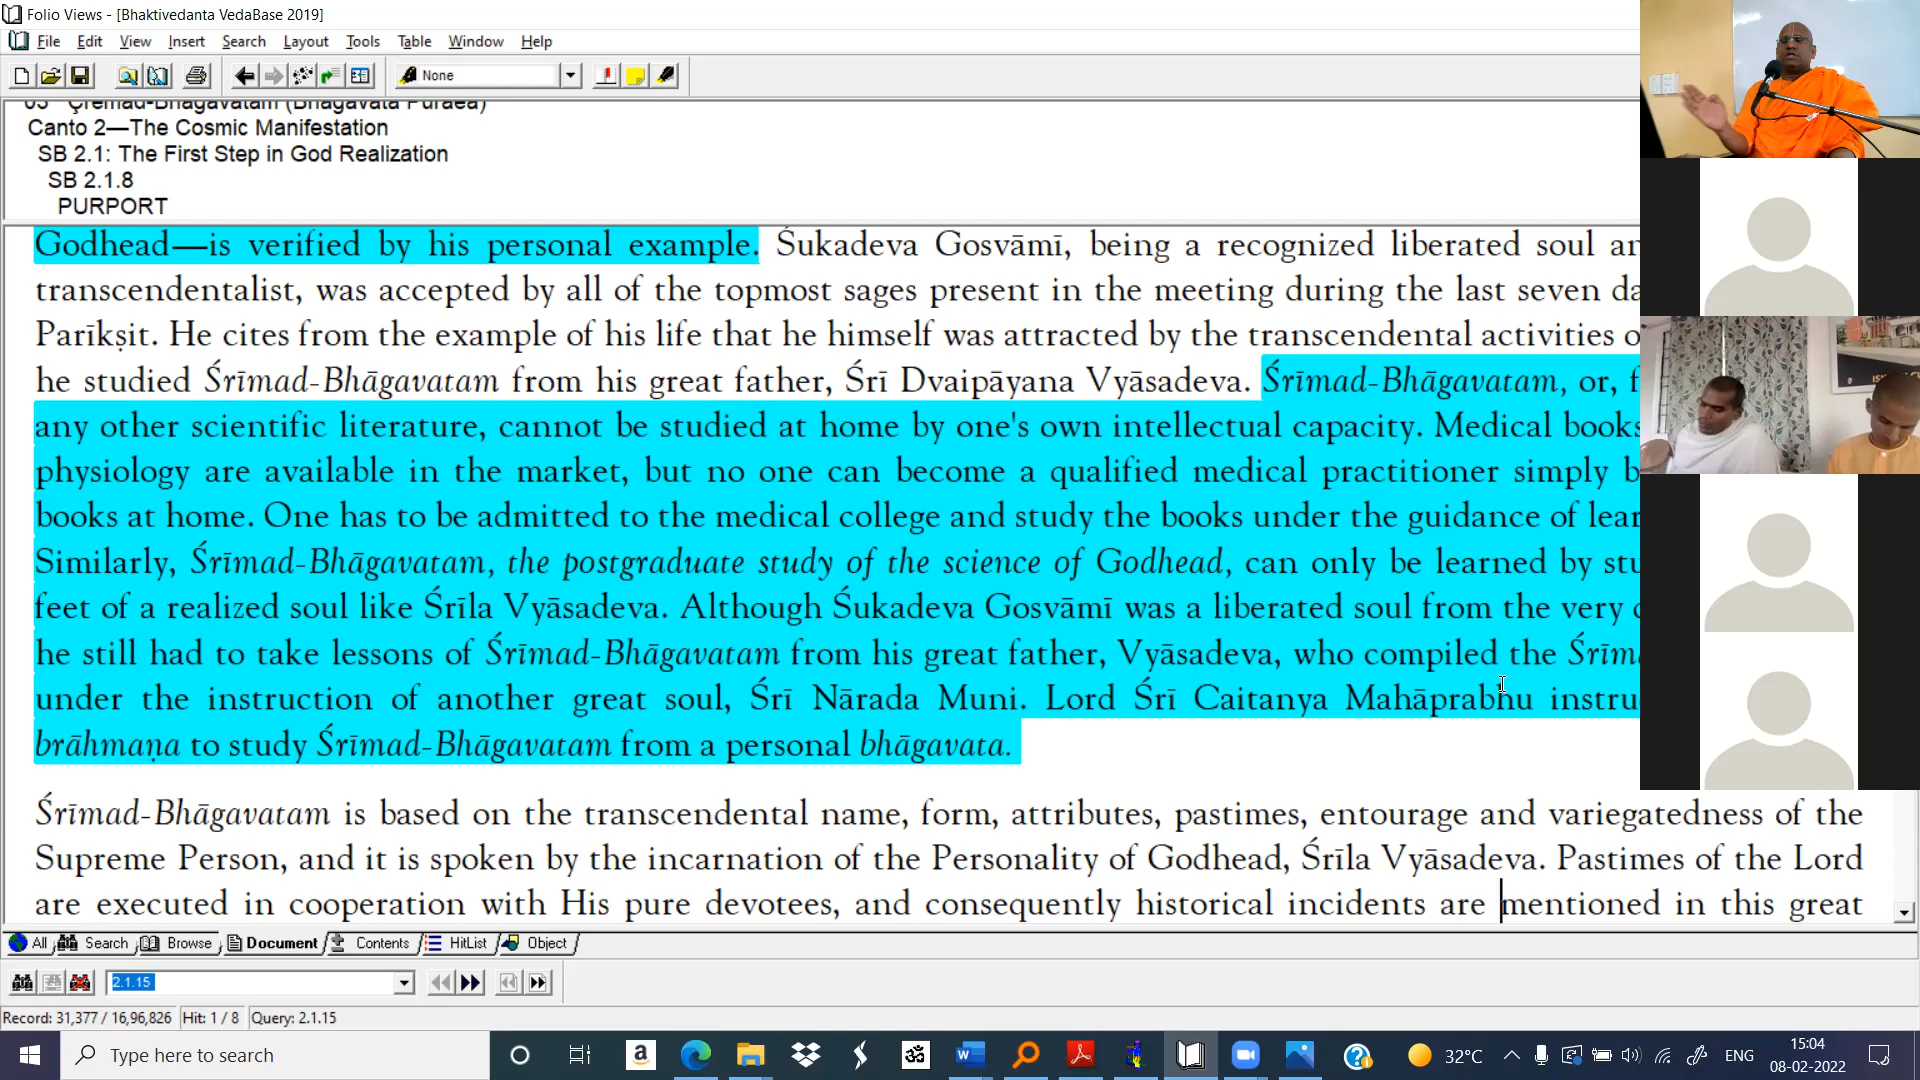 Folio Views - [Bhaktivedanta VedaBase 2019]
File Edit View Insert Search Layout Tools Table Window Help
None
Canto 2—The Cosmic Manifestation
SB 2.1: The First Step in God Realization
SB 2.1.8
PURPORT
Godhead—is verified by his personal example. Śukadeva Gosvāmī, being a recognized liberated soul
transcendentalist, was accepted by all of the topmost sages present in the meeting during the last seven
Parīkṣit. He cites from the example of his life that he himself was attracted by the transcendental activities
he studied Śrīmad-Bhāgavatam from his great father, Śrī Dvaipāyana Vyāsadeva. Śrīmad-Bhāgavatam, or,
any other scientific literature, cannot be studied at home by one's own intellectual capacity. Medical books
physiology are available in the market, but no one can become a qualified medical practitioner simply
books at home. One has to be admitted to the medical college and study the books under the guidance of
Similarly, Śrīmad-Bhāgavatam, the postgraduate study of the science of Godhead, can only be learned by
feet of a realized soul like Śrīla Vyāsadeva. Although Śukadeva Gosvāmī was a liberated soul from the very
he still had to take lessons of Śrīmad-Bhāgavatam from his great father, Vyāsadeva, who compiled the
under the instruction of another great soul, Śrī Nārada Muni. Lord Śrī Caitanya Mahāprabhu
brāhmaṇa to study Śrīmad-Bhāgavatam from a personal bhāgavata.
Śrīmad-Bhāgavatam is based on the transcendental name, form, attributes, pastimes, entourage and variegatedness of the
Supreme Person, and it is spoken by the incarnation of the Personality of Godhead, Śrīla Vyāsadeva. Pastimes of the Lord
are executed in cooperation with His pure devotees, and consequently historical incidents are mentioned in this great
All Search Browse Document Contents HitList Object
2.1.15
Record: 31,377 / 16,96,826 Hit: 1 / 8 Query: 2.1.15
Type here to search
32°C ENG 15:04
08-02-2022